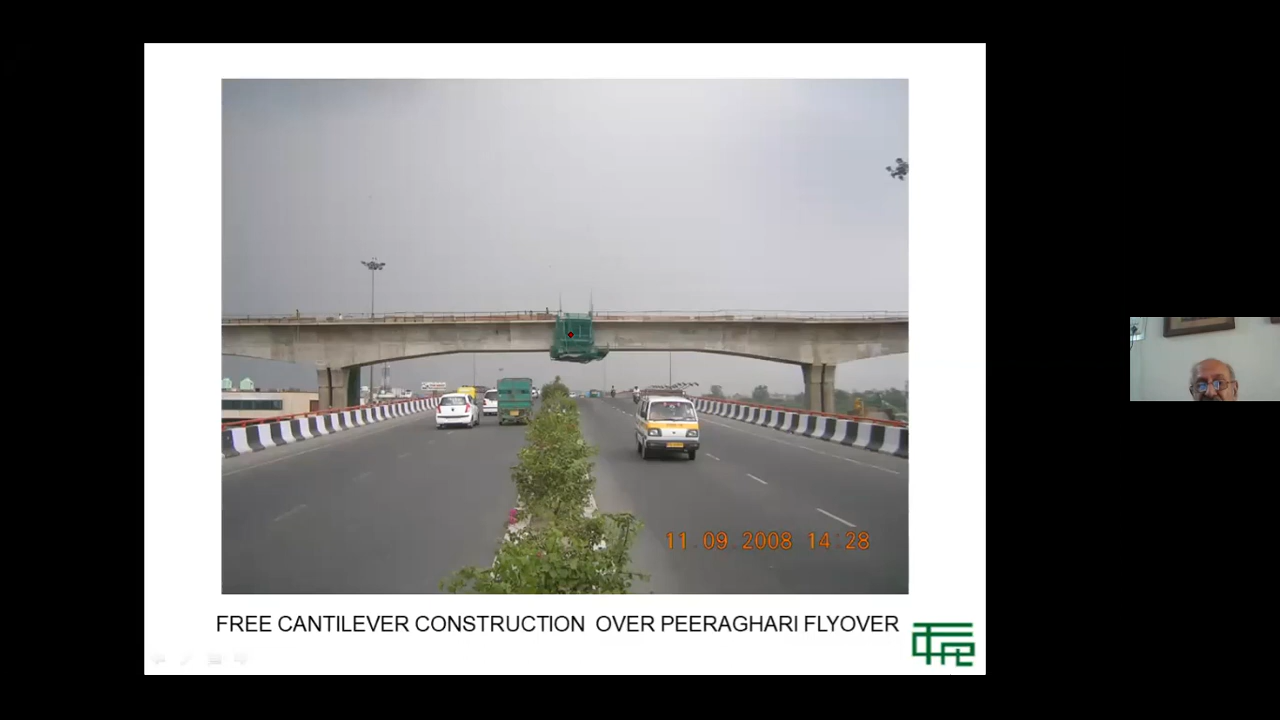 11.09.2008 14:28
FREE CANTILEVER CONSTRUCTION OVER PEERAGHARI FLYOVER